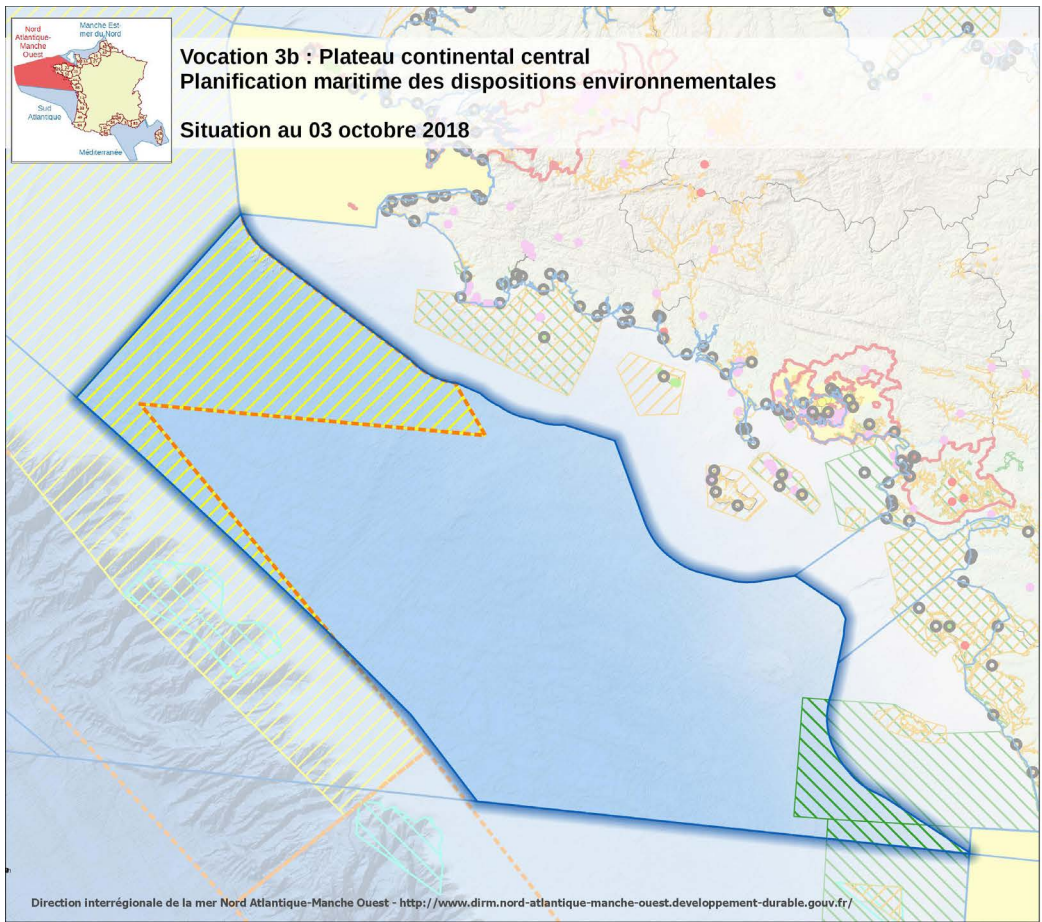 Nord
Atlantique-
Manche
Ouest
Manche Est-
mer du Nord
Sud
Atlantique
Méditerranée
Vocation 3b : Plateau continental central
Planification maritime des dispositions environnementales
Situation au 03 octobre 2018
Direction interrégionale de la mer Nord Atlantique-Manche Ouest - http://www.dirm.nord-atlantique-manche-ouest.developpement-durable.gouv.fr/